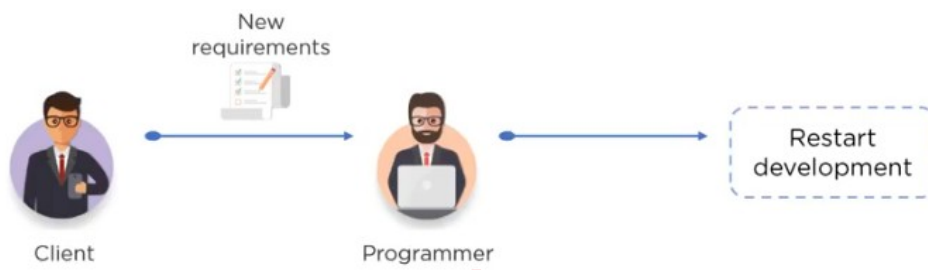 New
requirements
Client
Programmer
Restart
development